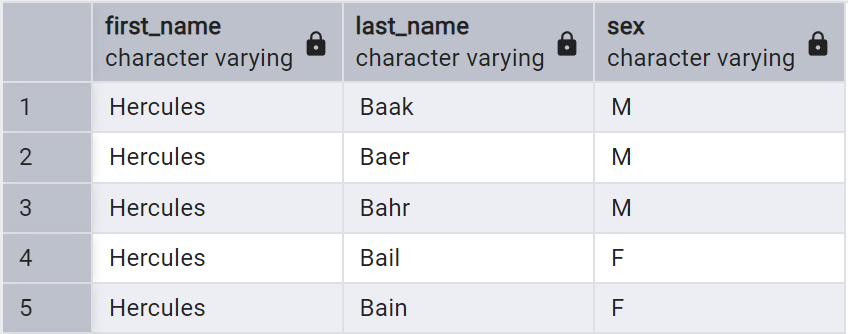 first_name last_name sex
character varying character varying character varying
1 Hercules Baak M
2 Hercules Baer M
3 Hercules Bahr M
4 Hercules Bail F
5 Hercules Bain F